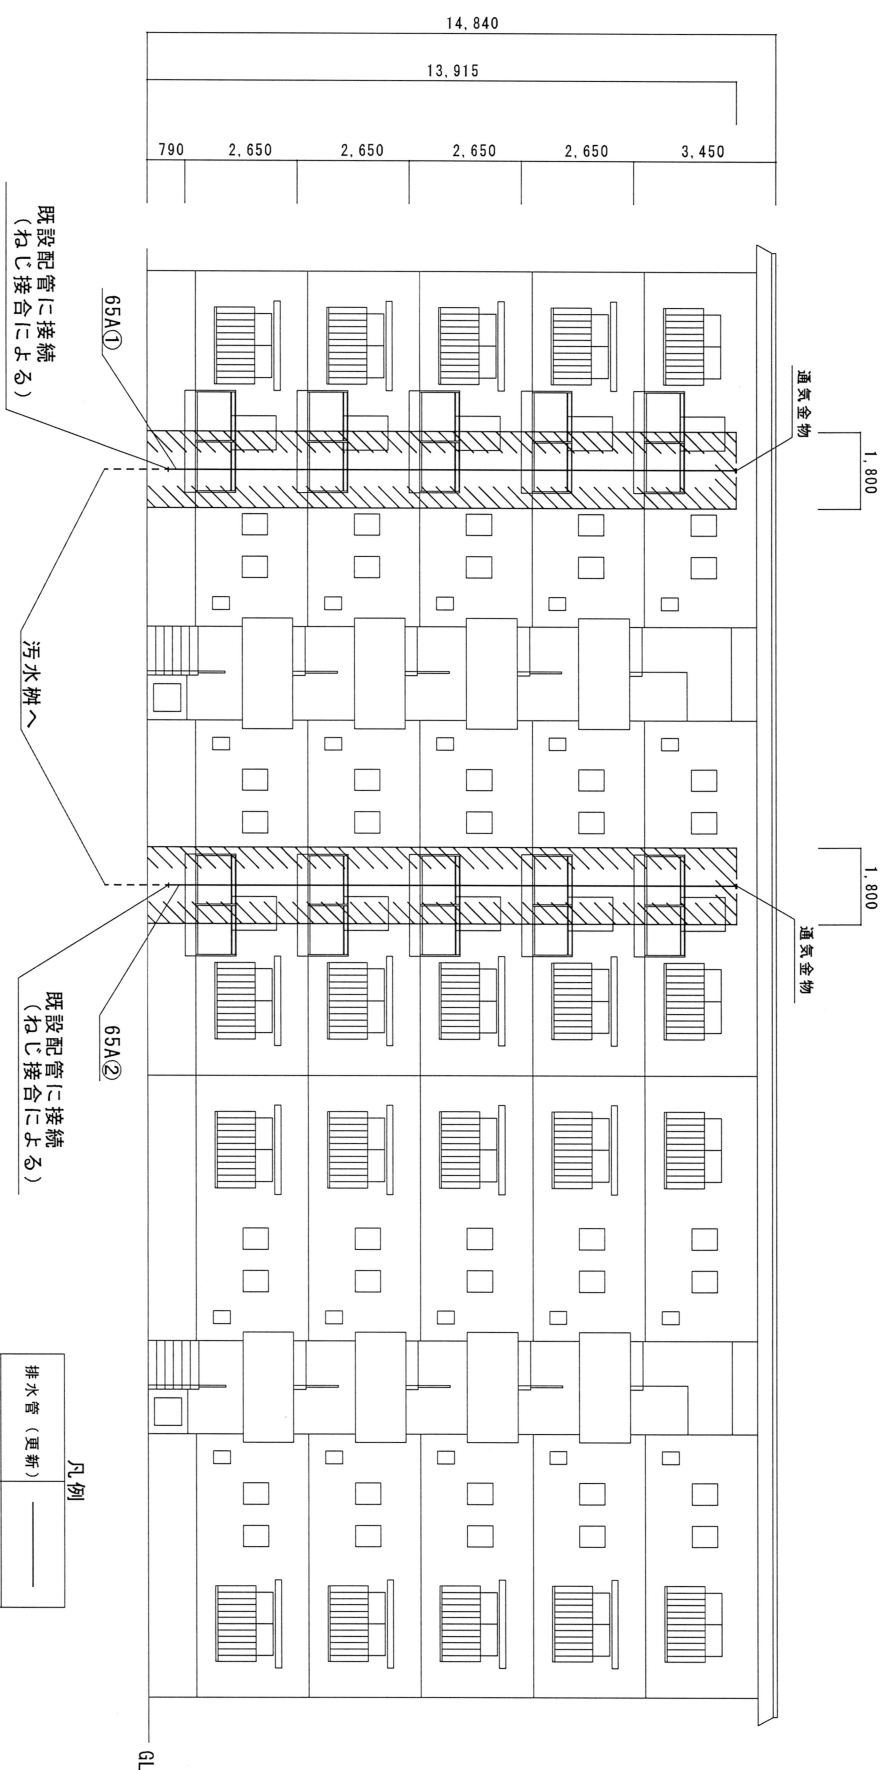 14,840
13,915
790
2,650
2,650
2,650
2,650
3,450
通気金物
1,800
既設配管に接続
(ねじ接合による)
65A①
汚水桝へ
通気金物
1,800
65A②
既設配管に接続
(ねじ接合による)
凡例
排水管(更新)
GL